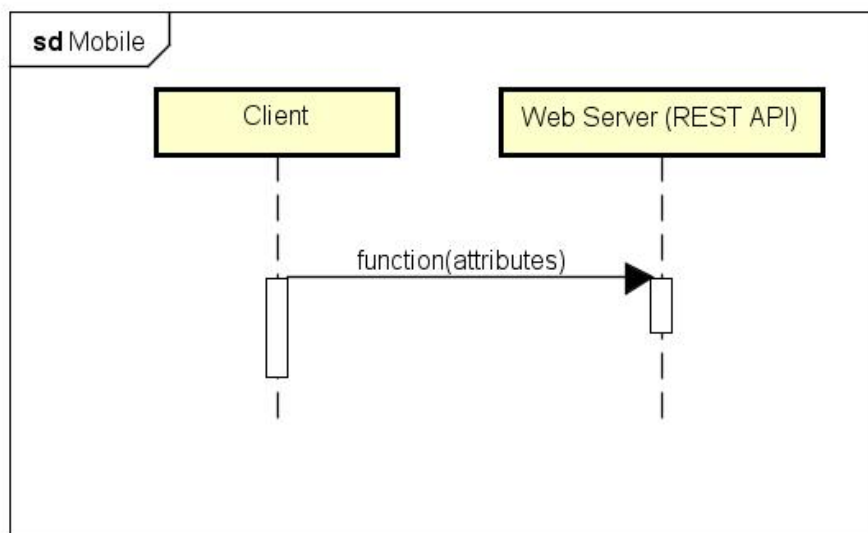 sd Mobile
Client
Web Server (REST API)
function(attributes)